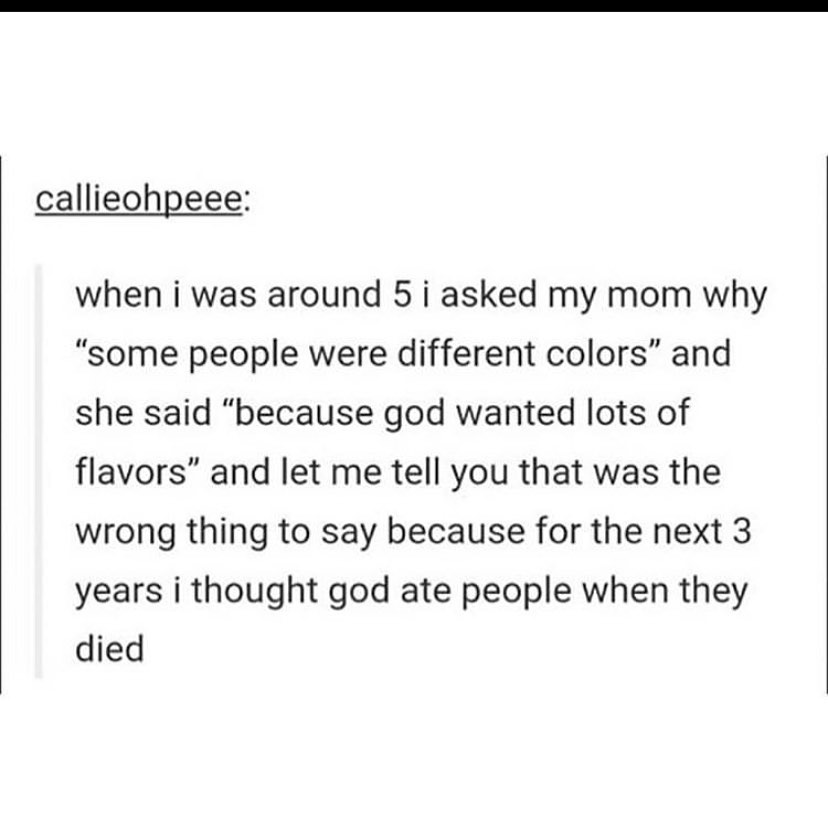 callieohpeee:
when i was around 5 i asked my mom why
“some people were different colors” and
she said “because god wanted lots of
flavors” and let me tell you that was the
wrong thing to say because for the next 3
years i thought god ate people when they
died